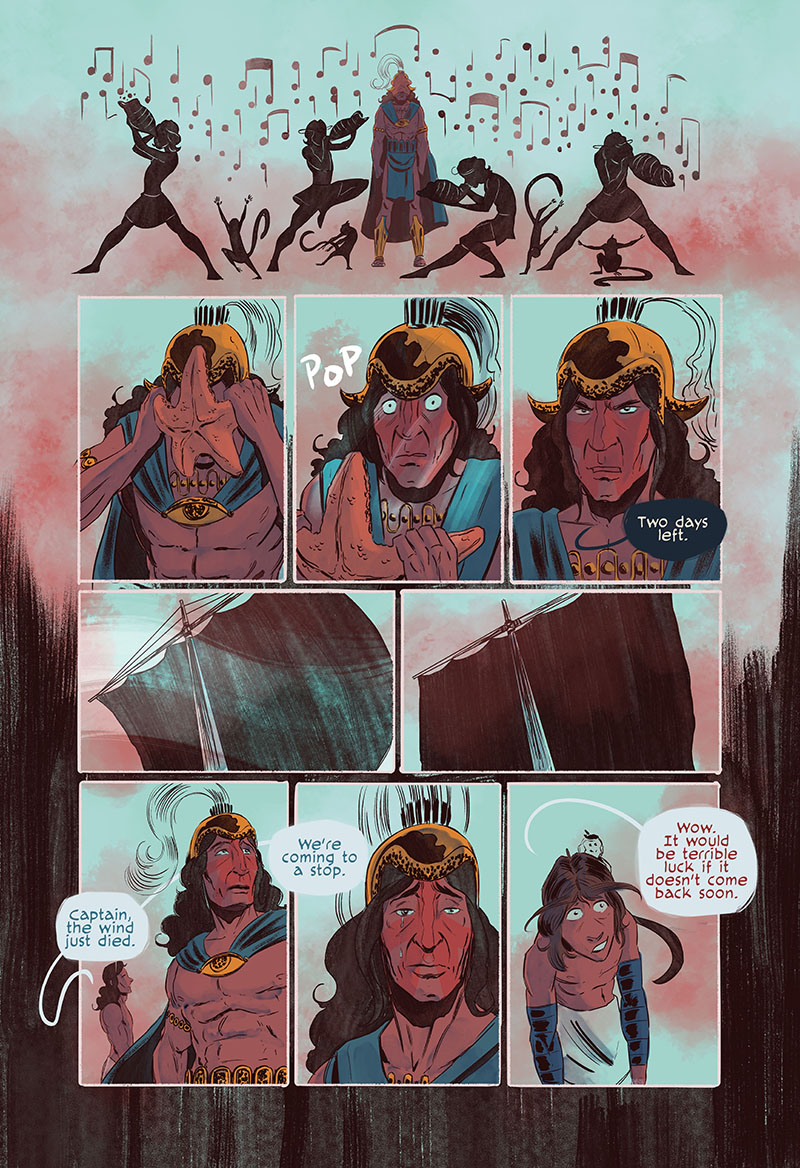 POP
Two days
left.
Captain,
the wind
just died.
We're
coming to
a stop.
Wow.
It would
be terrible
luck if it
doesn't come
back soon.